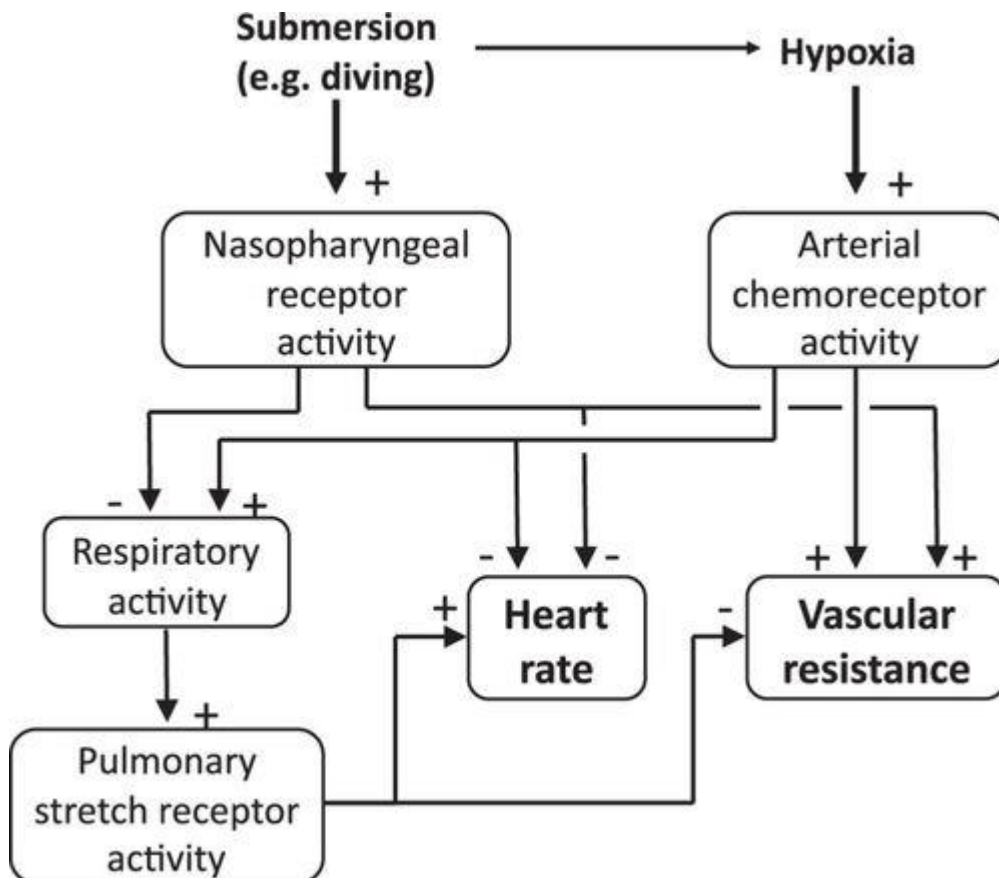 Submersion
(e.g. diving)
Hypoxia
+
+
Nasopharyngeal
receptor
activity
Arterial
chemoreceptor
activity
-
+
Respiratory
activity
-
-
+
+
+
Heart
rate
-
Vascular
resistance
+
Pulmonary
stretch receptor
activity